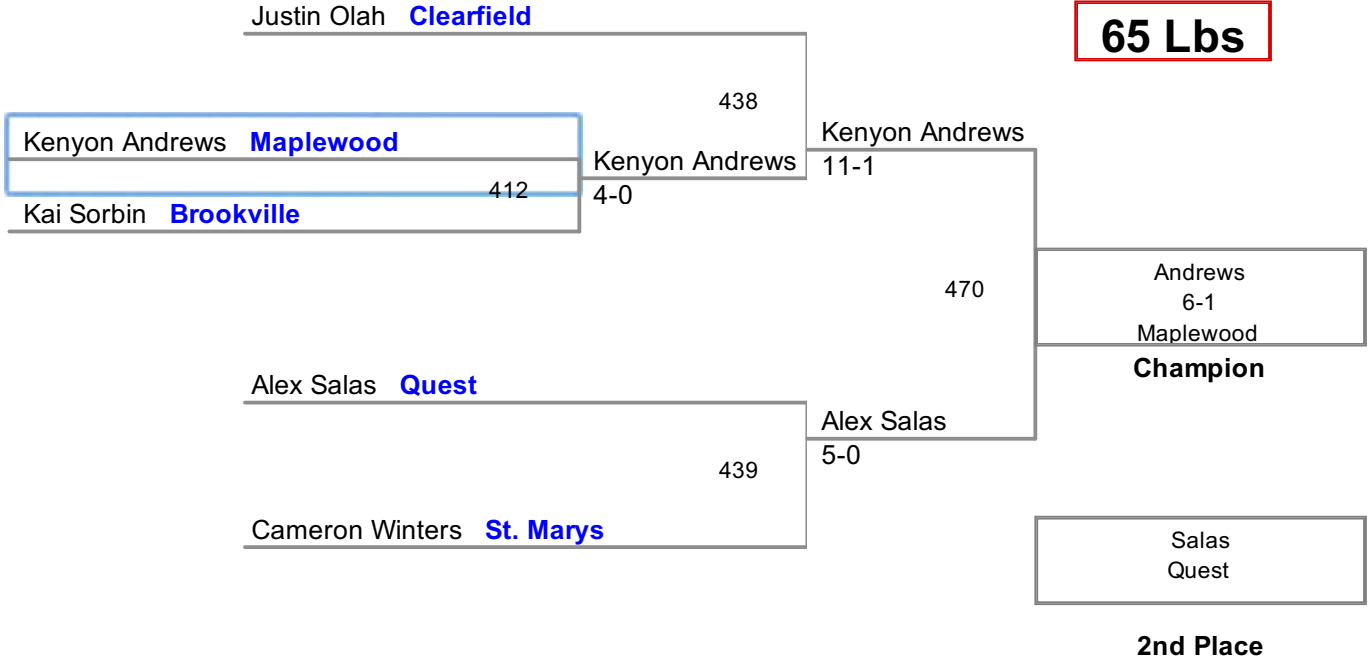 Justin Olah Clearfield
65 Lbs
438
Kenyon Andrews
11-1
Kenyon Andrews Maplewood
Kenyon Andrews
4-0
412
Kai Sorbin Brookville
470
Andrews
6-1
Maplewood
Champion
Alex Salas Quest
Alex Salas
5-0
439
Cameron Winters St. Marys
Salas
Quest
2nd Place